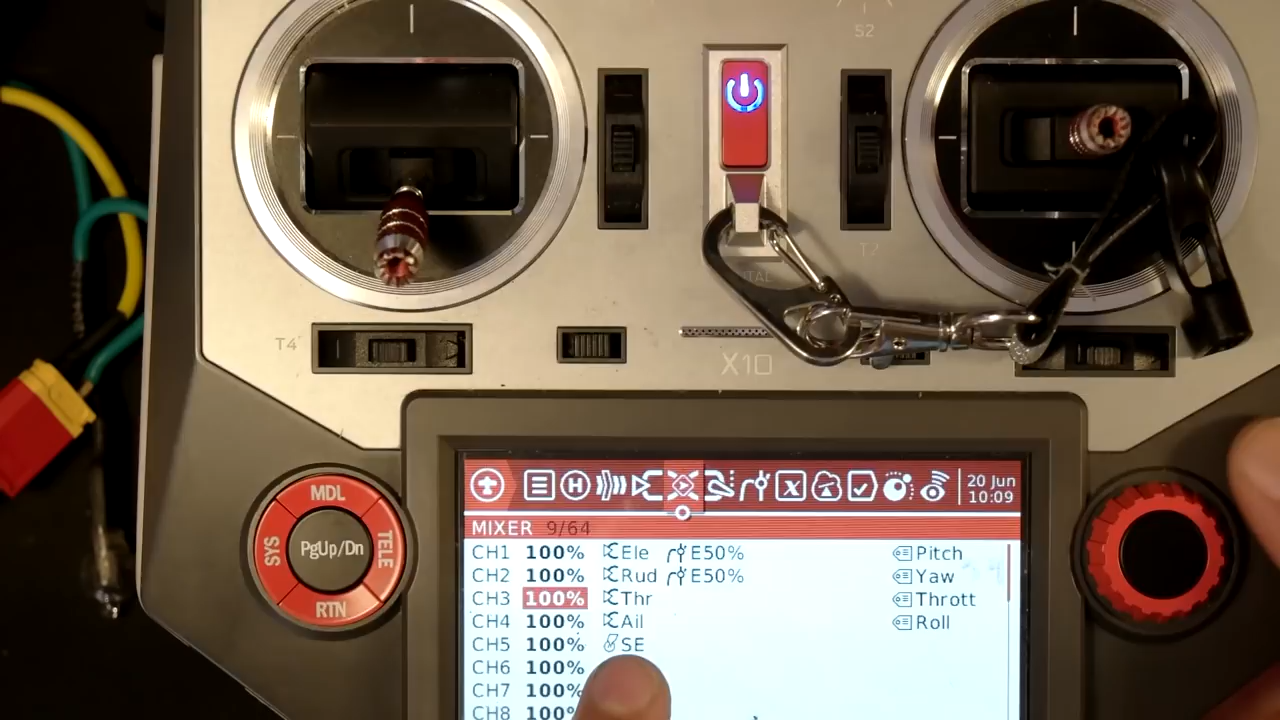 S2
T4
X10
MDL
SYS
PgUp/Dn
TELE
RTN
20 Jun
10:09
MIXER 9/64
CH1 100% Ele E50% Pitch
CH2 100% Rud E50% Yaw
CH3 100% Thr Thrott
CH4 100% Ail Roll
CH5 100% SE
CH6 100%
CH7 100%
CH8 100%